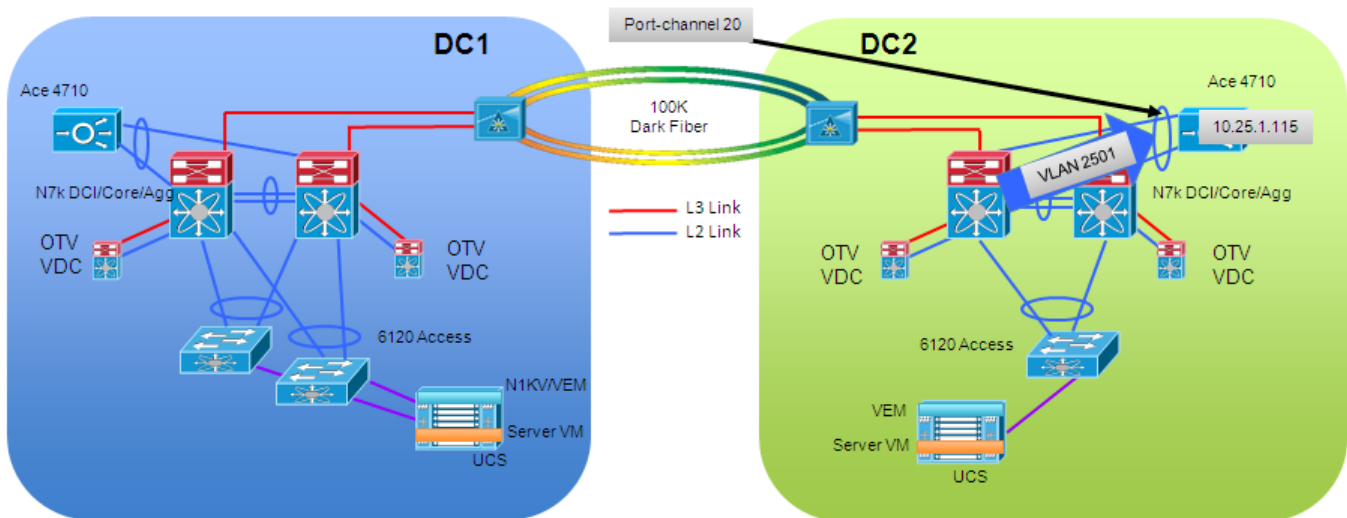 Port-channel 20
DC1
DC2
Ace 4710
Ace 4710
100K
Dark Fiber
10.25.1.115
VLAN 2501
N7k DCI/Core/Agg
N7k DCI/Core/Agg
L3 Link
L2 Link
OTV
VDC
OTV
VDC
OTV
VDC
OTV
VDC
6120 Access
6120 Access
N1KV/VEM
Server VM
UCS
VEM
Server VM
UCS